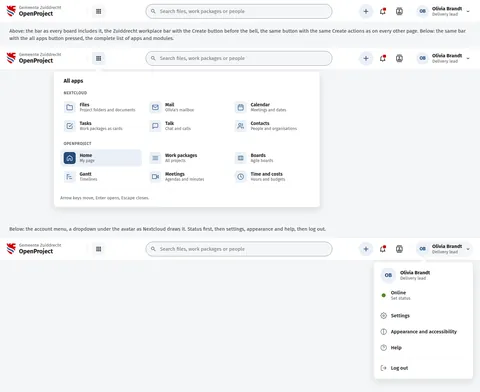 Gemeente Zuiddrecht
OpenProject
Search files, work packages or people
OB
Olivia Brandt
Delivery lead
Above: the bar as every board includes it, the Zuiddrecht workplace bar with the Create button before the bell, the same button with the same Create actions as on every other page. Below: the same bar
with the all apps button pressed, the complete list of apps and modules.
Gemeente Zuiddrecht
OpenProject
Search files, work packages or people
OB
Olivia Brandt
Delivery lead
All apps
NEXTCLOUD
Files
Project folders and documents
Mail
Olivia's mailbox
Calendar
Meetings and dates
Tasks
Work packages as cards
Talk
Chat and calls
Contacts
People and organisations
OPENPROJECT
Home
My page
Work packages
All projects
Boards
Agile boards
Gantt
Timelines
Meetings
Agendas and minutes
Time and costs
Hours and budgets
Arrow keys move, Enter opens, Escape closes.
Below: the account menu, a dropdown under the avatar as Nextcloud draws it. Status first, then settings, appearance and help, then log out.
Gemeente Zuiddrecht
OpenProject
Search files, work packages or people
OB
Olivia Brandt
Delivery lead
OB
Olivia Brandt
Delivery lead
Online
Set status
Settings
Appearance and accessibility
Help
Log out